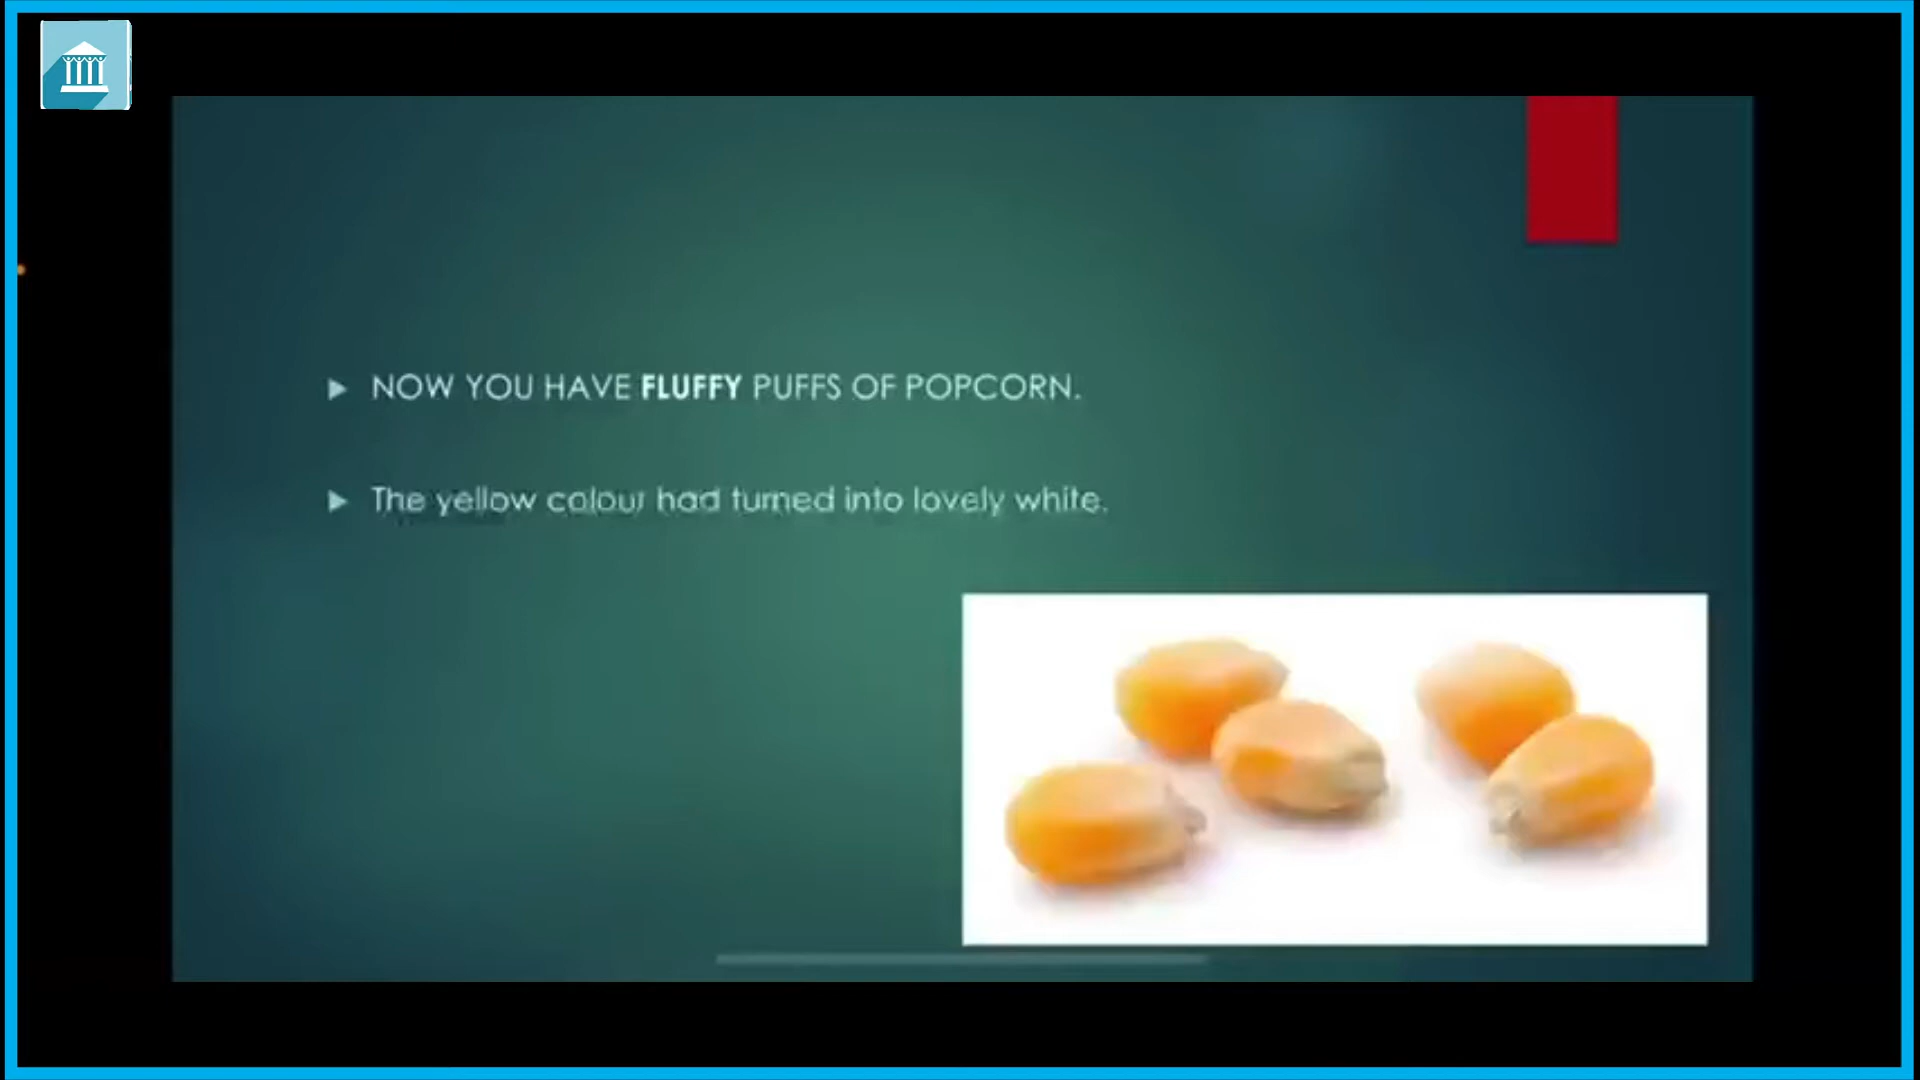 NOW YOU HAVE FLUFFY PUFFS OF POPCORN.
The yellow colour had turned into lovely white.